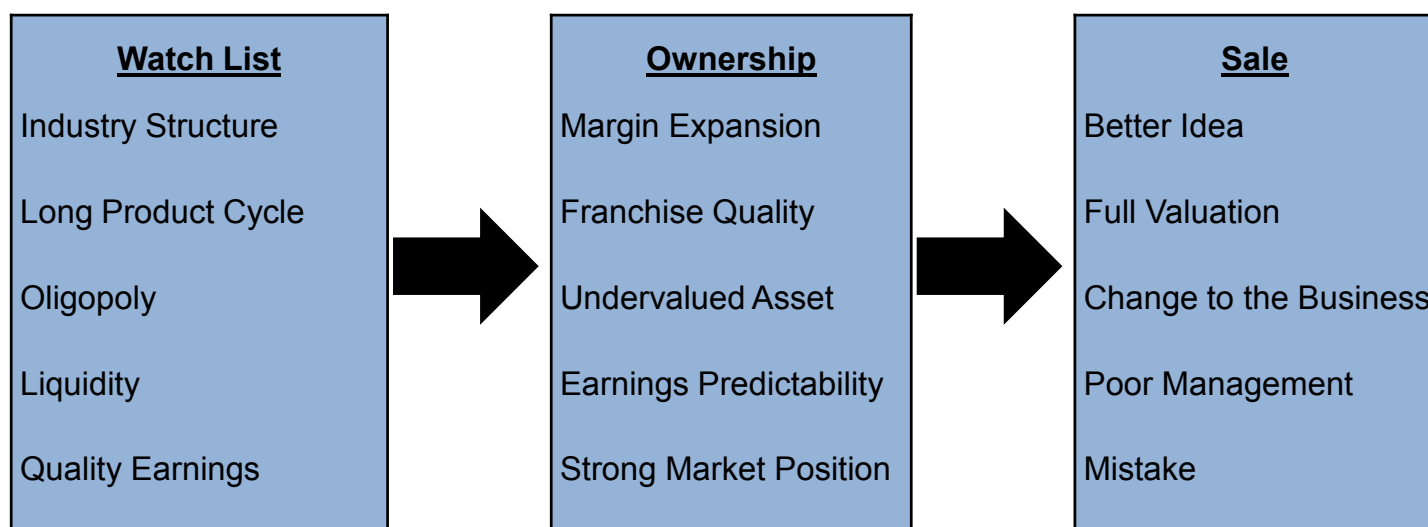 Watch List
Industry Structure
Long Product Cycle
Oligopoly
Liquidity
Quality Earnings
Ownership
Margin Expansion
Franchise Quality
Undervalued Asset
Earnings Predictability
Strong Market Position
Sale
Better Idea
Full Valuation
Change to the Business
Poor Management
Mistake